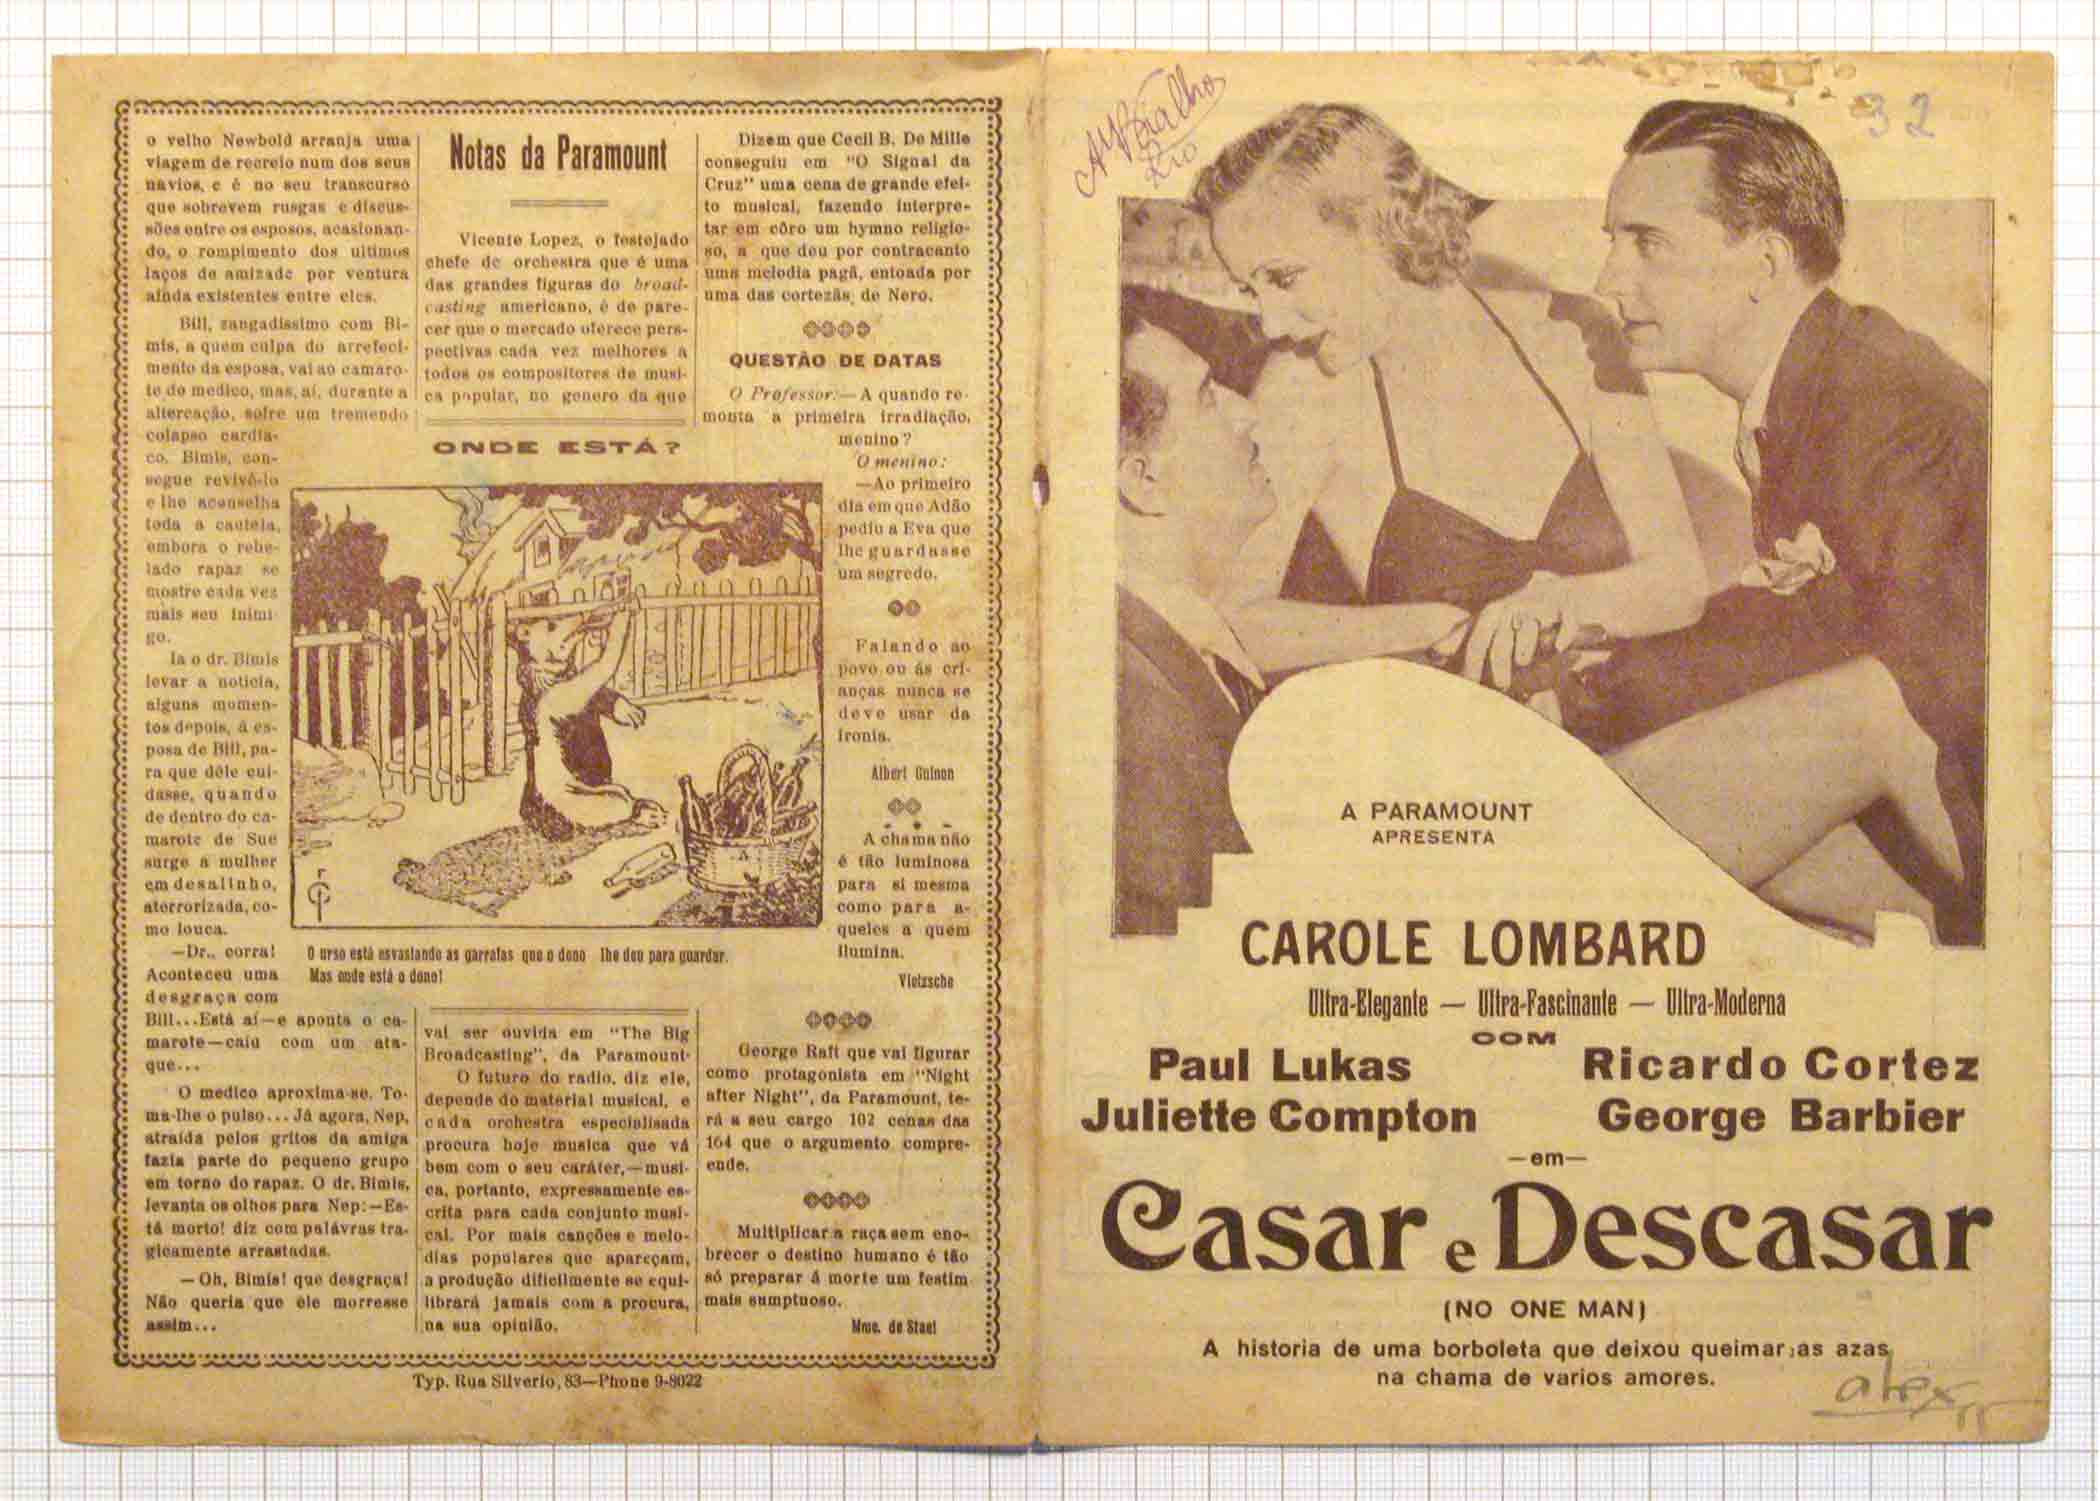 o velho Newbold arranja uma
viagem de recreio num dos seus
navios, e é no seu transcurso
que sobrevem rusgas e discus-
sões entre os esposos, acasionan-
do, o rompimento dos ultimos
laços de amizade por ventura
ainda existentes entre eles.
Bill, zangadissimo com Bi-
mis, a quem culpa do arrefeci-
mento da esposa, vai ao camaro-
te do medico, mas, aí, durante a
altercação, sofre um tremendo
colapso cardia-
co. Bimis, con-
segue revivê-lo
e lhe aconselha
toda a cautela,
embora o rebe-
lado rapaz se
mostre cada vez
mais seu inimi-
go.
Ia o dr. Bimis
levar a noticia,
alguns momen-
tos depois, á es-
posa de Bill, pa-
ra que dêle cui-
dasse, quando
de dentro do ca-
marote de Sue
surge a mulher
em desalinho,
aterrorizada, co-
mo louca.
—Dr., corra!
Aconteceu uma
desgraça com
Bill...Está aí—e aponta o ca-
marote—caiu com um ata-
que...
O medico aproxima-se. To-
ma-lhe o pulso... Já agora, Nep,
atraída pelos gritos da amiga
fazia parte do pequeno grupo
em torno do rapaz. O dr. Bimis,
levanta os olhos para Nep:—Es-
tá morto! diz com palávras tra-
gicamente arrastadas.
—Oh, Bimis! que desgraça!
Não queria que êle morresse
assim...
Notas da Paramount
Vicente Lopez, o festejado
chefe de orchestra que é uma
das grandes figuras do broad-
casting americano, é de pare-
cer que o mercado oferece pers-
pectivas cada vez melhores a
todos os compositores de musi-
ca popular, no genero da que
ONDE ESTÁ?
O urso está esvasiando as garrafas que o dono lhe deu para guardar.
Mas onde está o dono!
vai ser ouvida em "The Big
Broadcasting", da Paramount.
O futuro do radio, diz ele,
depende do material musical, e
cada orchestra especialisada
procura hoje musica que vá
bem com o seu caráter,—musi-
ca, portanto, expressamente es-
crita para cada conjunto musi-
cal. Por mais canções e melo-
dias populares que apareçam,
a produção dificilmente se equi-
librará jamais com a procura,
na sua opinião.
Dizem que Cecil B. De Mille
conseguiu em "O Signal da
Cruz" uma cena de grande efei-
to musical, fazendo interpre-
tar em côro um hymno religio-
so, a que deu por contracanto
uma melodia pagã, entoada por
uma das cortezãs de Nero.
QUESTÃO DE DATAS
O Professor:—A quando re-
monta a primeira irradiação,
menino?
O menino:
—Ao primeiro
dia em que Adão
pediu a Eva que
lhe guardasse
um segredo.
Falando ao
povo ou ás cri-
anças nunca se
deve usar da
ironia.
Albert Guinon
A chama não
é tão luminosa
para si mesma
como para a-
queles a quem
ilumina.
Vietzsche
George Raft que vai figurar
como protagonista em "Night
after Night", da Paramount, te-
rá a seu cargo 102 cenas das
164 que o argumento compre-
ende.
Multiplicar a raça sem eno-
brecer o destino humano é tão
só preparar á morte um festim
mais sumptuoso.
Mme. de Stael
Typ. Rua Silverio, 83—Phone 9-8022
Rio
32
A PARAMOUNT
APRESENTA
CAROLE LOMBARD
Ultra-Elegante — Ultra-Fascinante — Ultra-Moderna
COM
Paul Lukas Ricardo Cortez
Juliette Compton George Barbier
—em—
Casar e Descasar
(NO ONE MAN)
A historia de uma borboleta que deixou queimar as azas
na chama de varios amores.